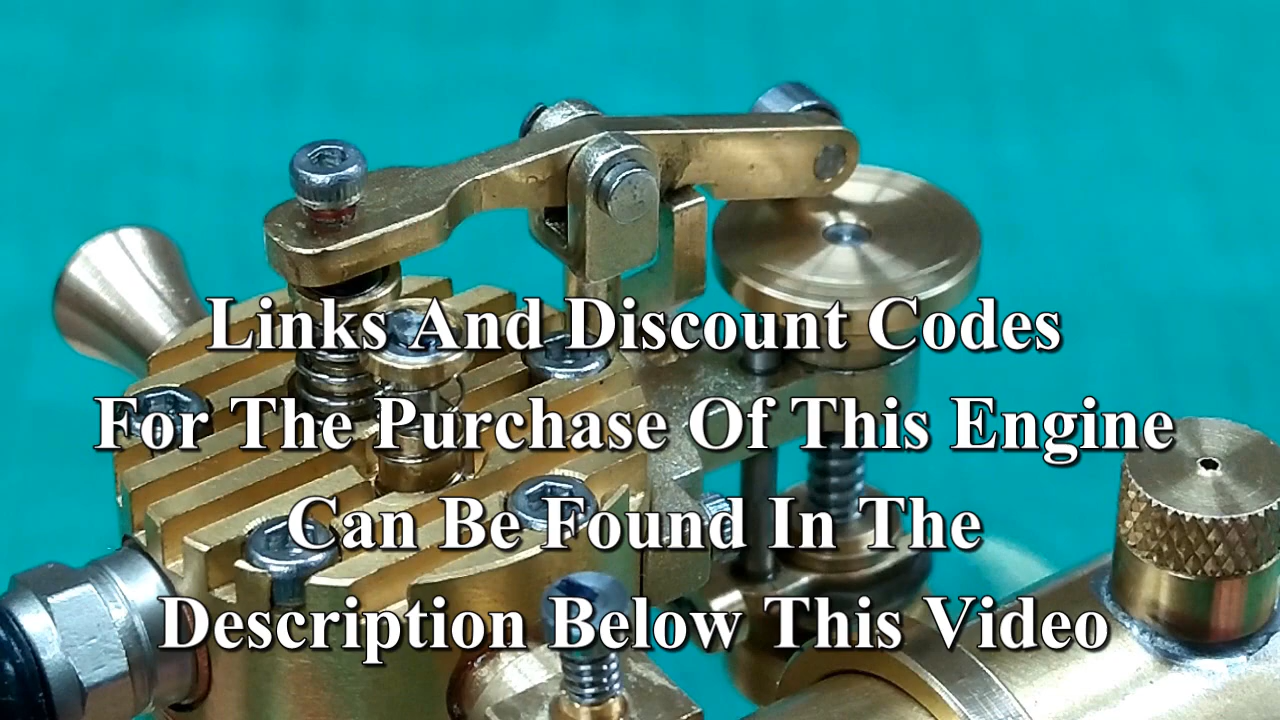 Links And Discount Codes
For The Purchase Of This Engine
Can Be Found In The
Description Below This Video